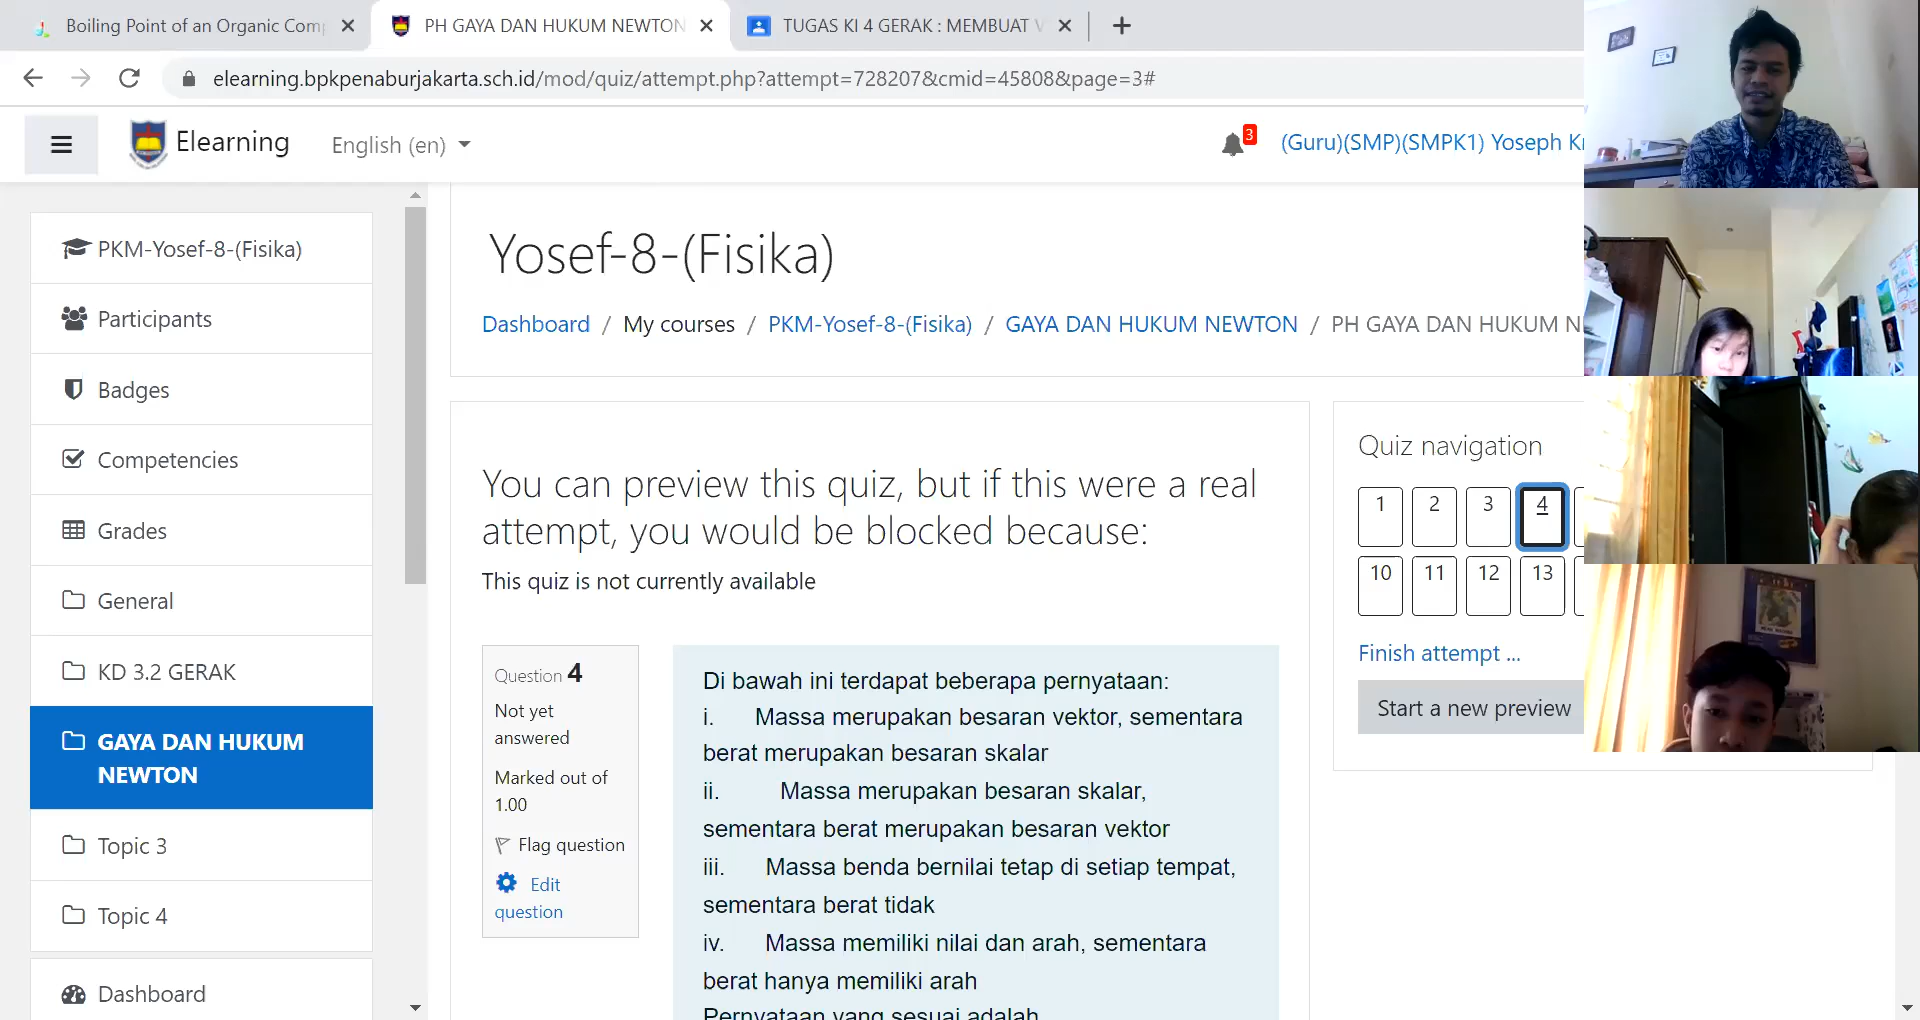 Boiling Point of an Organic Comp
PH GAYA DAN HUKUM NEWTON
TUGAS KI 4 GERAK : MEMBUAT V
elearning.bpkpenaburjakarta.sch.id/mod/quiz/attempt.php?attempt=728207&cmid=45808&page=3#
Elearning
English (en)
3
(Guru)(SMP)(SMPK1) Yoseph Kr
PKM-Yosef-8-(Fisika)
Participants
Badges
Competencies
Grades
General
KD 3.2 GERAK
GAYA DAN HUKUM
NEWTON
Topic 3
Topic 4
Dashboard
Yosef-8-(Fisika)
Dashboard / My courses / PKM-Yosef-8-(Fisika) / GAYA DAN HUKUM NEWTON / PH GAYA DAN HUKUM N
You can preview this quiz, but if this were a real
attempt, you would be blocked because:
This quiz is not currently available
Question 4
Not yet
answered
Marked out of
1.00
Flag question
Edit
question
Di bawah ini terdapat beberapa pernyataan:
i. Massa merupakan besaran vektor, sementara
berat merupakan besaran skalar
ii. Massa merupakan besaran skalar,
sementara berat merupakan besaran vektor
iii. Massa benda bernilai tetap di setiap tempat,
sementara berat tidak
iv. Massa memiliki nilai dan arah, sementara
berat hanya memiliki arah
Pernyataan yang sesuai adalah
Quiz navigation
1 2 3 4
10 11 12 13
Finish attempt ...
Start a new preview